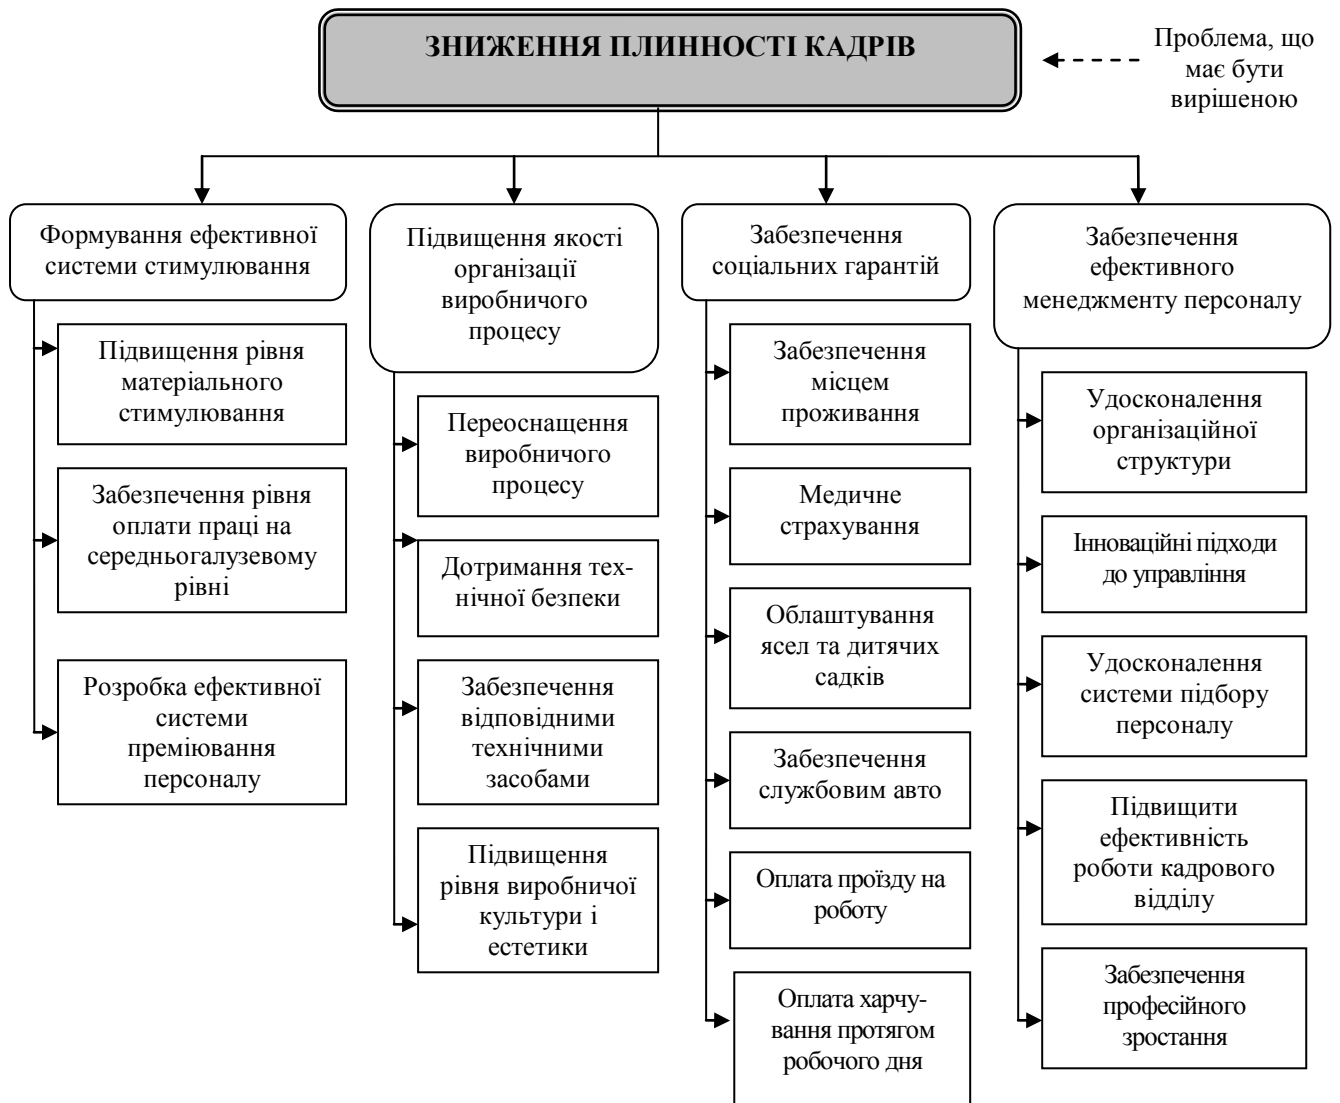 ЗНИЖЕННЯ ПЛИННОСТІ КАДРІВ
Проблема, що
має бути
вирішеною
Формування ефективної
системи стимулювання
Підвищення рівня
матеріального
стимулювання
Забезпечення рівня
оплати праці на
середньогалузевому
рівні
Розробка ефективної
системи
преміювання
персоналу
Підвищення якості
організації
виробничого
процесу
Переоснащення
виробничого
процесу
Дотримання тех-
нічної безпеки
Забезпечення
відповідними
технічними
засобами
Підвищення
рівня виробничої
культури і
естетики
Забезпечення
соціальних гарантій
Забезпечення
місцем
проживання
Медичне
страхування
Облаштування
ясел та дитячих
садків
Забезпечення
службовим авто
Оплата проїзду на
роботу
Оплата харчу-
вання протягом
робочого дня
Забезпечення
ефективного
менеджменту персоналу
Удосконалення
організаційної
структури
Інноваційні підходи
до управління
Удосконалення
системи підбору
персоналу
Підвищити
ефективність
роботи кадрового
відділу
Забезпечення
професійного
зростання